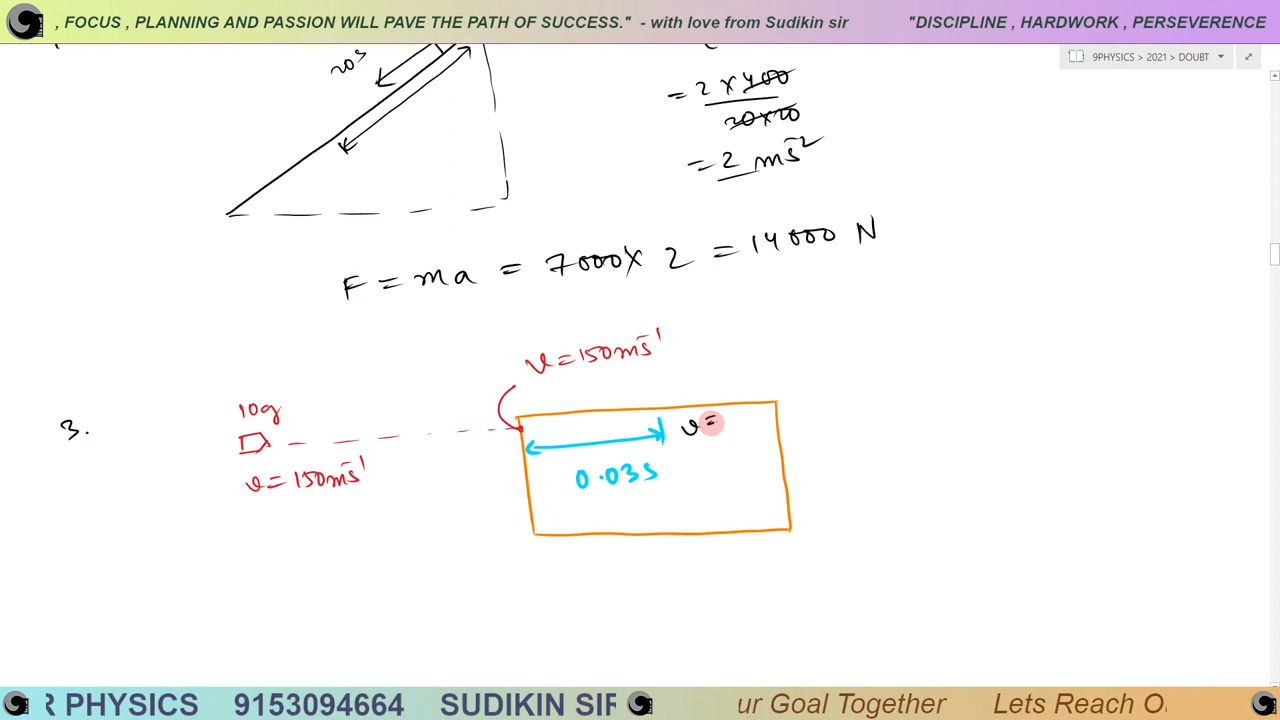 , FOCUS , PLANNING AND PASSION WILL PAVE THE PATH OF SUCCESS." - with love from Sudikin sir "DISCIPLINE , HARDWORK , PERSEVERENCE
9PHYSICS > 2021 > DOUBT
20s
= 2 × 400
20×20
= 2 ms⁻²
F = ma = 7000× 2 = 14000 N
v=150ms⁻¹
10g
3.
v=
v= 150ms⁻¹
0.03s
R PHYSICS 9153094664 SUDIKIN SIR ur Goal Together Lets Reach O